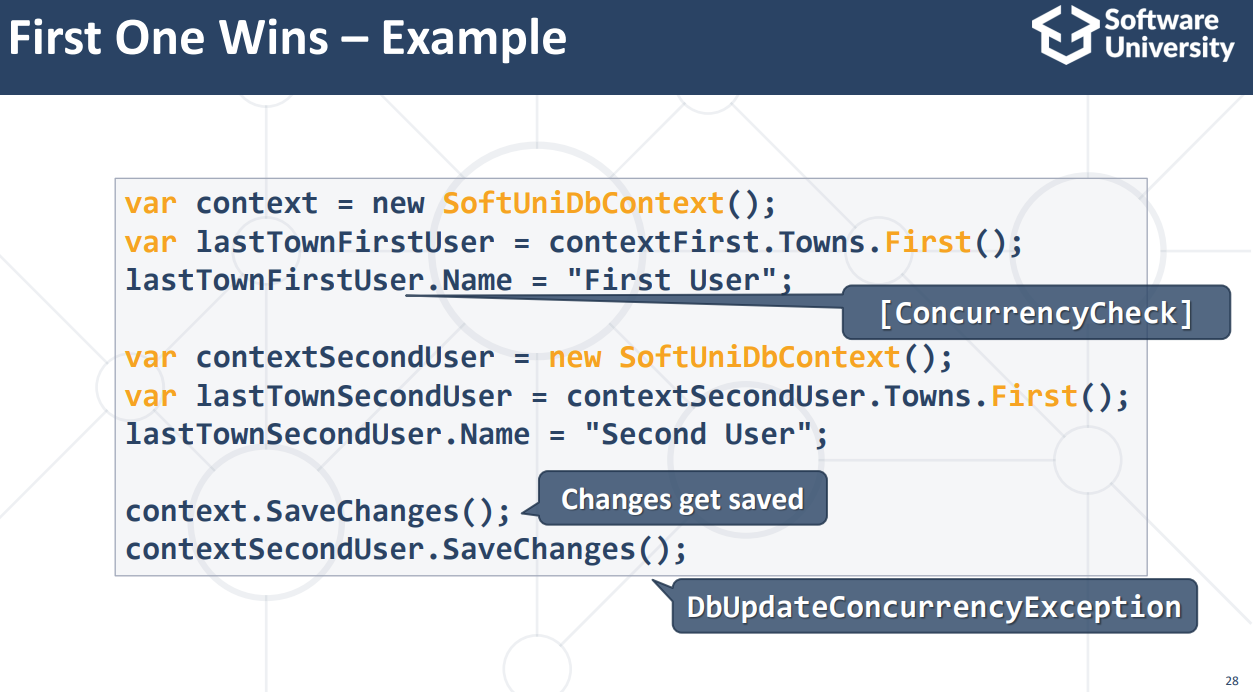 First One Wins – Example
Software
University
var context = new SoftUniDbContext();
var lastTownFirstUser = contextFirst.Towns.First();
lastTownFirstUser.Name = "First User";
[ConcurrencyCheck]
var contextSecondUser = new SoftUniDbContext();
var lastTownSecondUser = contextSecondUser.Towns.First();
lastTownSecondUser.Name = "Second User";
context.SaveChanges();
Changes get saved
contextSecondUser.SaveChanges();
DbUpdateConcurrencyException
28